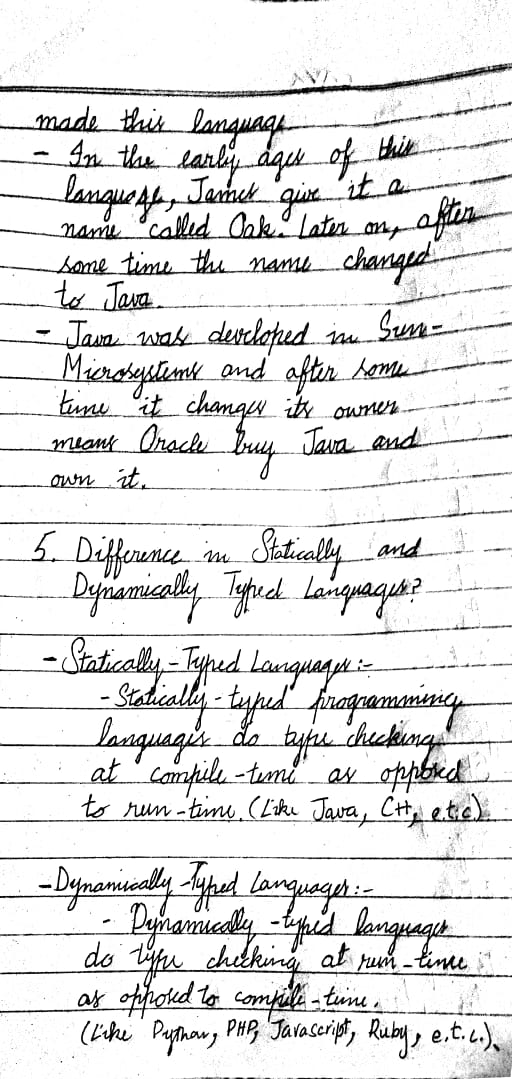 made this language
- In the early ages of this
language, James give it a
name called Oak. Later on, after
some time the name changed
to Java.
- Java was developed in Sun-
Microsystems and after some
time it changes its owner
means Oracle buy Java and
own it.
5. Difference in Statically and
Dynamically Typed Languages?
- Statically-Typed Languages:-
- Statically-typed programming
languages do type checking
at compile-time as opposed
to run-time. (Like Java, C++, e.t.c)
- Dynamically-Typed Languages:-
- Dynamically-typed languages
do type checking at run-time
as opposed to compile-time.
(Like Python, PHP, Javascript, Ruby, e.t.c.).